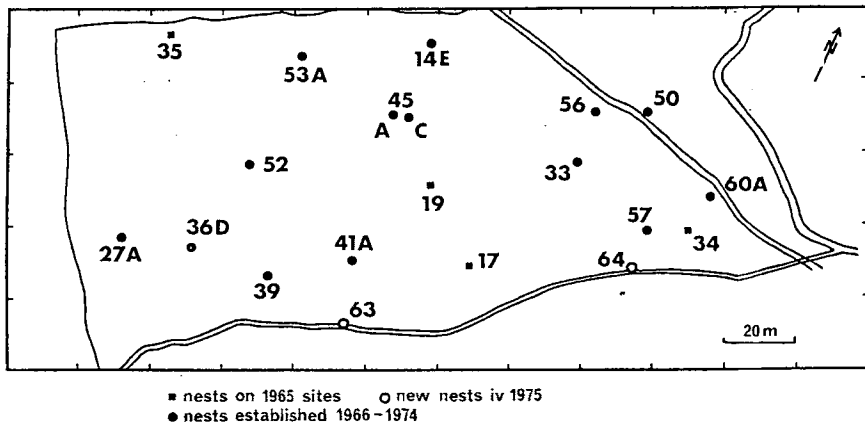 35
53A
14E
45
A C
56
50
52
33
19
60A
36D
57
34
27A
41A
17
64
39
63
20 m
N
nests on 1965 sites
new nests iv 1975
nests established 1966-1974